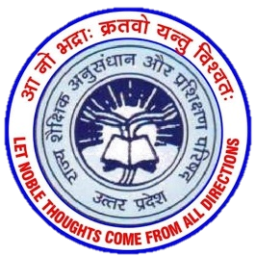 आ नो भद्राः क्रतवो यन्तु विश्वतः
राज्य शैक्षिक अनुसंधान और प्रशिक्षण परिषद
उत्तर प्रदेश
LET NOBLE THOUGHTS COME FROM ALL DIRECTIONS